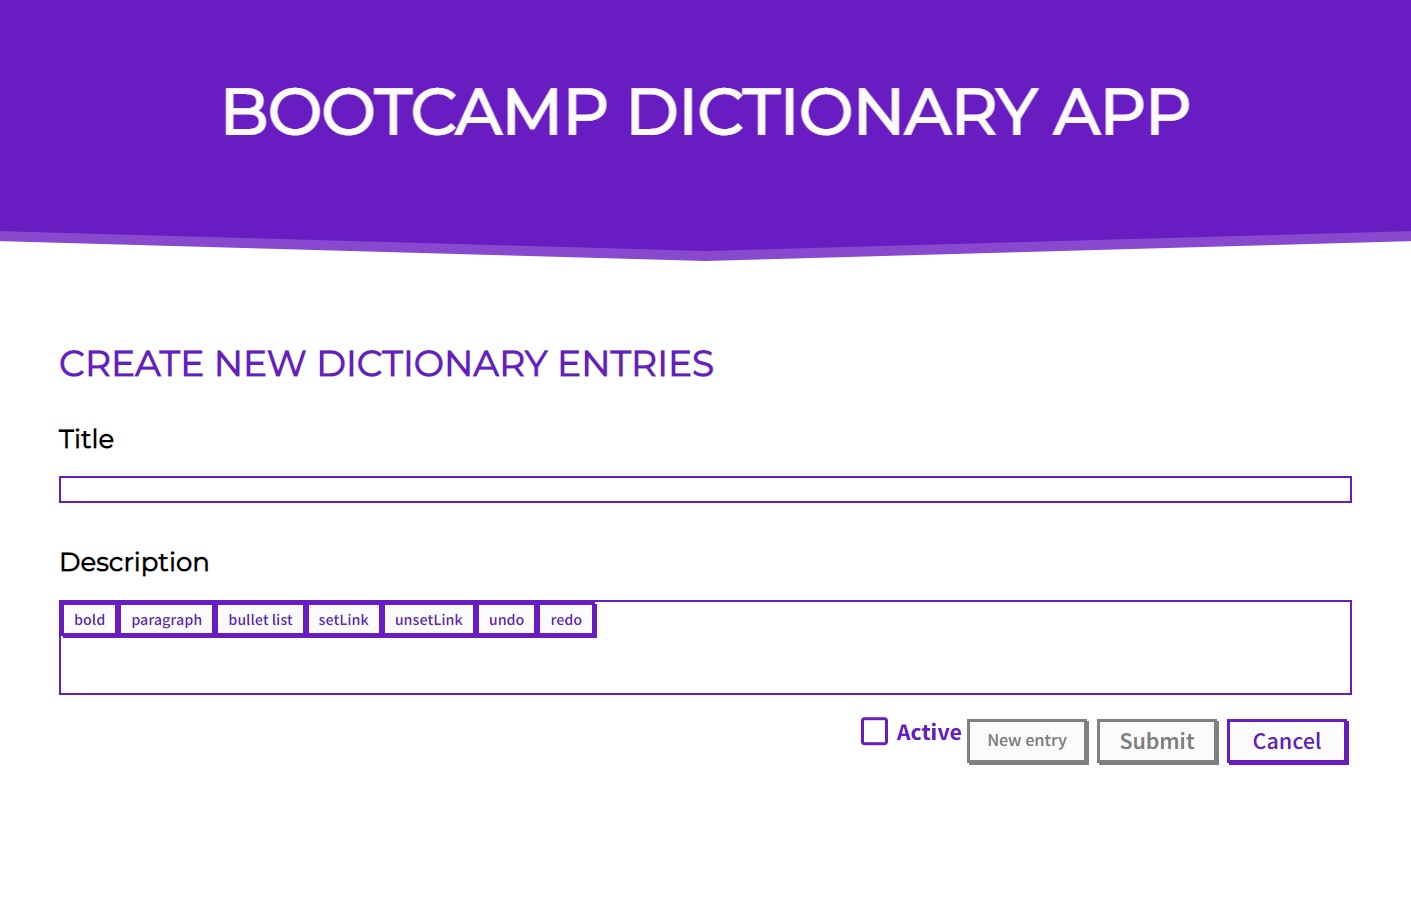 BOOTCAMP DICTIONARY APP
CREATE NEW DICTIONARY ENTRIES
Title
Description
bold paragraph bullet list setLink unsetLink undo redo
Active New entry Submit Cancel